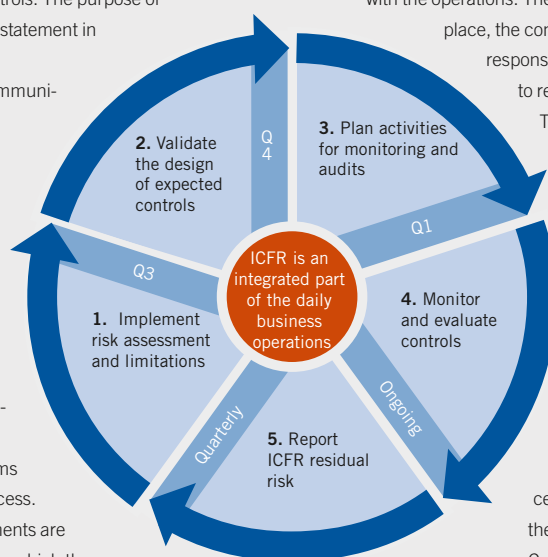 ntrols. The purpose of
statement in
mmuni-
with the operations. The
place, the con
respons
to re
T
2. Validate
the design
of expected
controls
Q
4
3. Plan activities
for monitoring and
audits
Q1
Q3
ICFR is an
integrated part
of the daily
business
operations
1. Implement
risk assessment
and limitations
4. Monitor
and evaluate
controls
Quarterly
Ongoing
5. Report
ICFR residual
risk
-
ms
cess.
ments are
ce
the